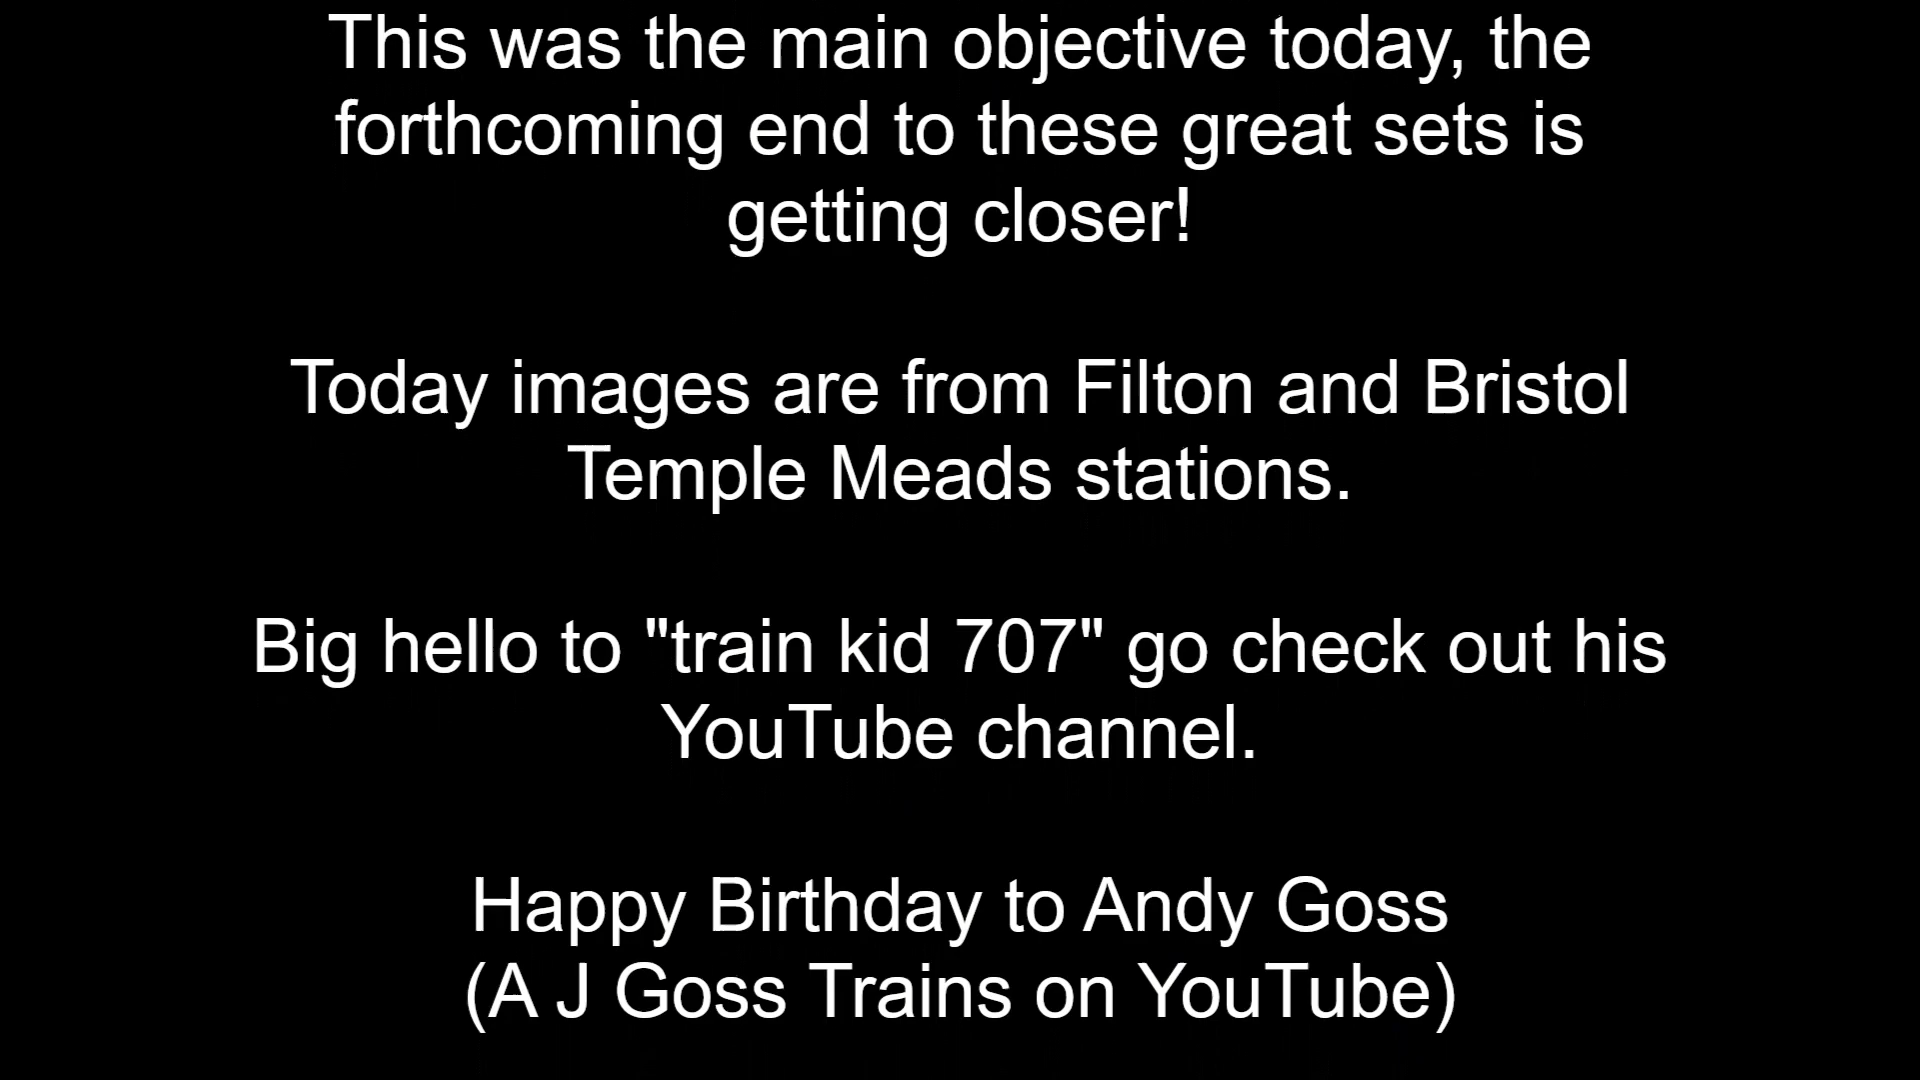 This was the main objective today, the
forthcoming end to these great sets is
getting closer!
Today images are from Filton and Bristol
Temple Meads stations.
Big hello to "train kid 707" go check out his
YouTube channel.
Happy Birthday to Andy Goss
(A J Goss Trains on YouTube)